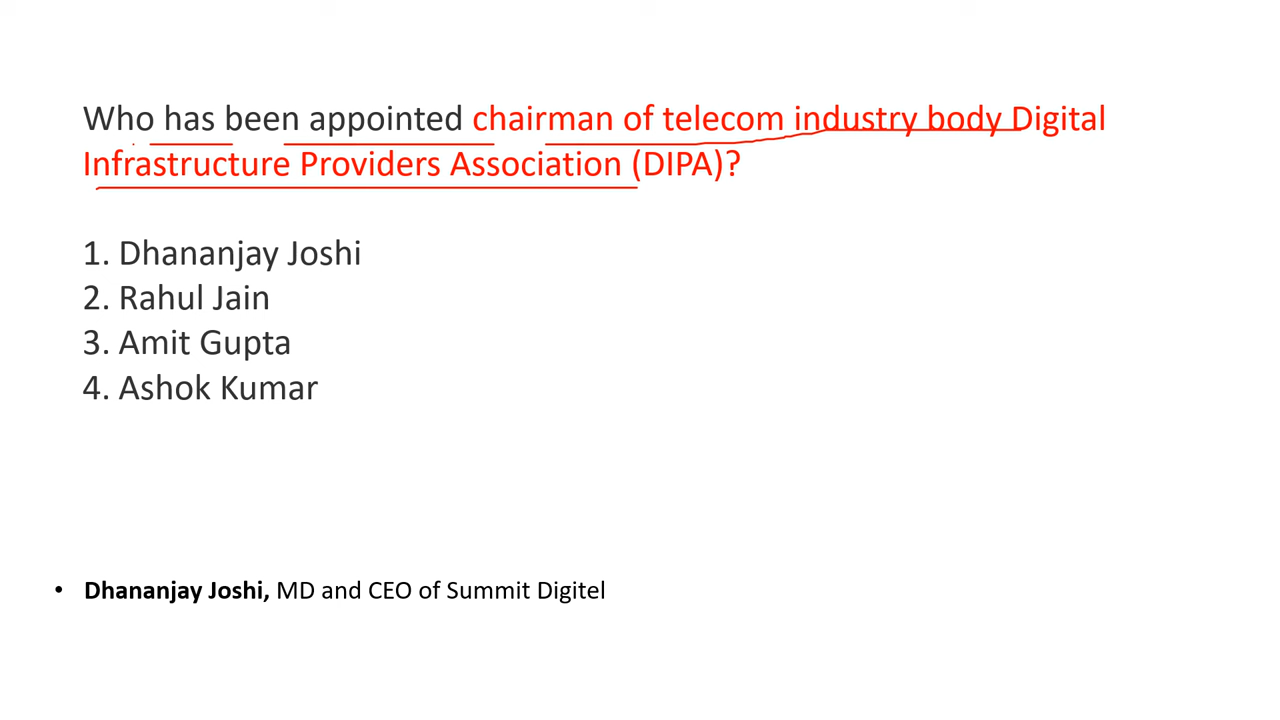 Who has been appointed chairman of telecom industry body Digital
Infrastructure Providers Association (DIPA)?
1. Dhananjay Joshi
2. Rahul Jain
3. Amit Gupta
4. Ashok Kumar
• Dhananjay Joshi, MD and CEO of Summit Digitel